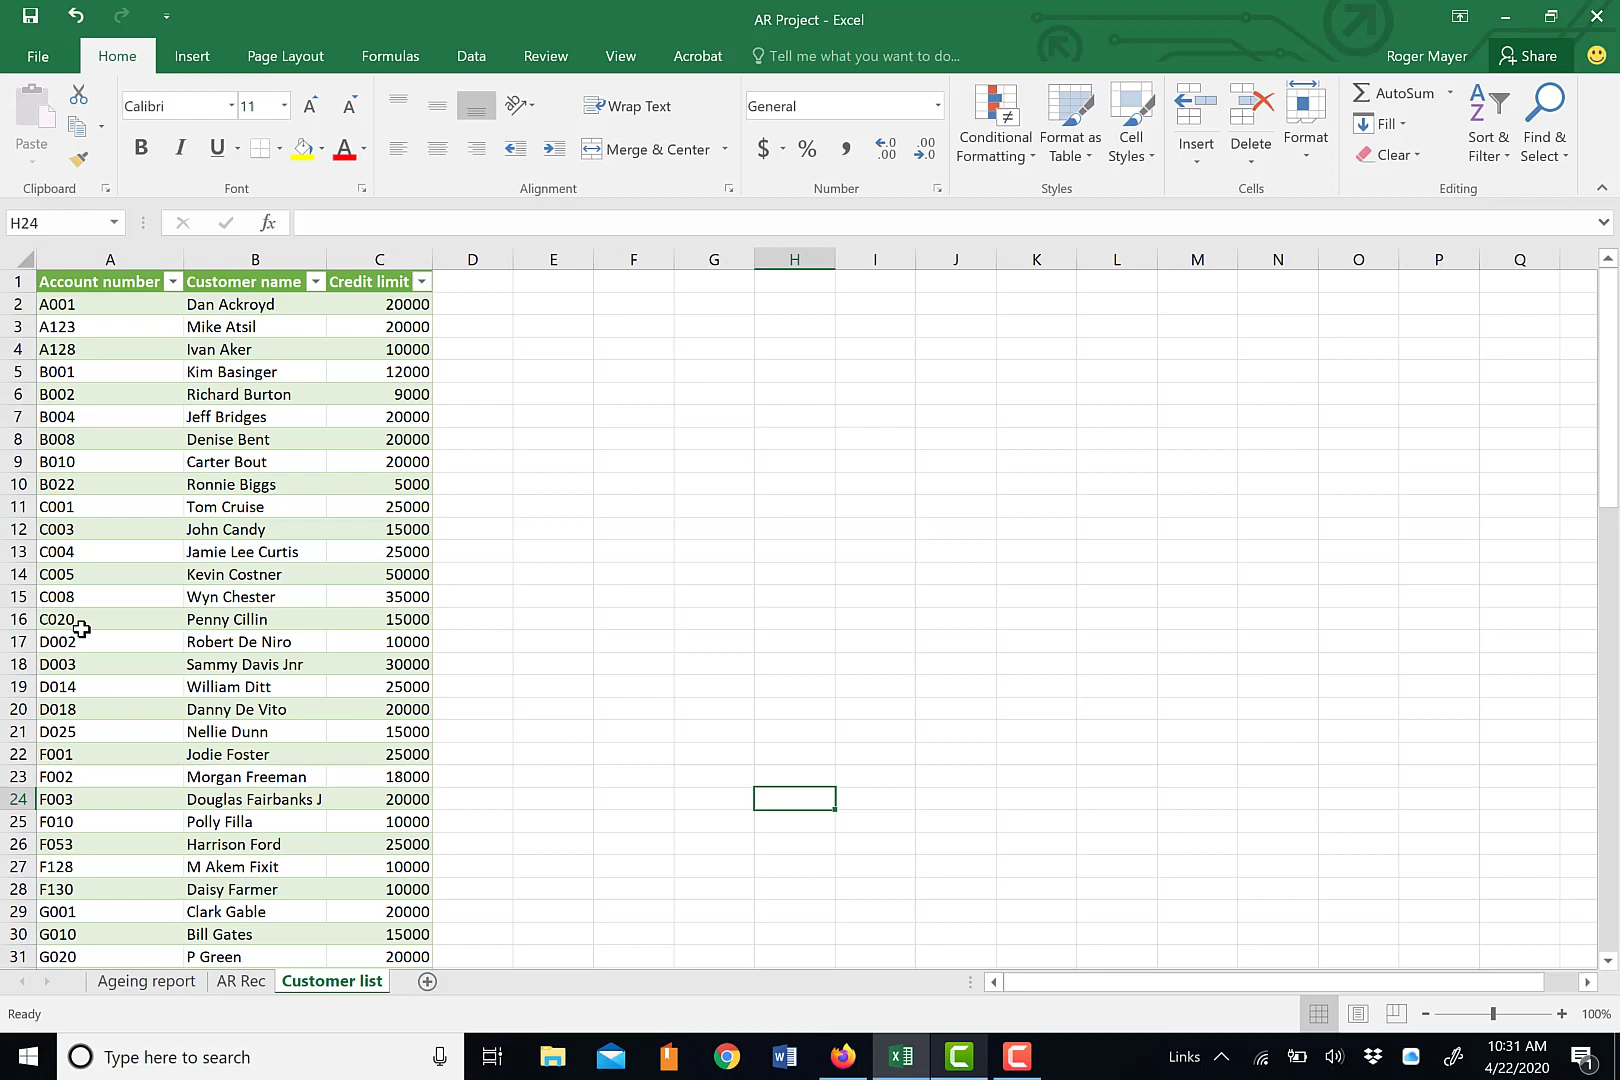 AR Project - Excel
File Home Insert Page Layout Formulas Data Review View Acrobat Tell me what you want to do... Roger Mayer Share
Paste Calibri 11 B I U A A A Wrap Text Merge & Center General $ % , .00 Conditional Formatting Format as Table Cell Styles Insert Delete Format AutoSum Fill Clear Sort & Filter Find & Select
Clipboard Font Alignment Number Styles Cells Editing
H24 fx
A B C D E F G H I J K L M N O P Q
1 Account number Customer name Credit limit
2 A001 Dan Ackroyd 20000
3 A123 Mike Atsil 20000
4 A128 Ivan Aker 10000
5 B001 Kim Basinger 12000
6 B002 Richard Burton 9000
7 B004 Jeff Bridges 20000
8 B008 Denise Bent 20000
9 B010 Carter Bout 20000
10 B022 Ronnie Biggs 5000
11 C001 Tom Cruise 25000
12 C003 John Candy 15000
13 C004 Jamie Lee Curtis 25000
14 C005 Kevin Costner 50000
15 C008 Wyn Chester 35000
16 C020 Penny Cillin 15000
17 D002 Robert De Niro 10000
18 D003 Sammy Davis Jnr 30000
19 D014 William Ditt 25000
20 D018 Danny De Vito 20000
21 D025 Nellie Dunn 15000
22 F001 Jodie Foster 25000
23 F002 Morgan Freeman 18000
24 F003 Douglas Fairbanks J 20000
25 F010 Polly Filla 10000
26 F053 Harrison Ford 25000
27 F128 M Akem Fixit 10000
28 F130 Daisy Farmer 10000
29 G001 Clark Gable 20000
30 G010 Bill Gates 15000
31 G020 P Green 20000
Ageing report AR Rec Customer list
Ready 100%
Type here to search Links 10:31 AM
4/22/2020